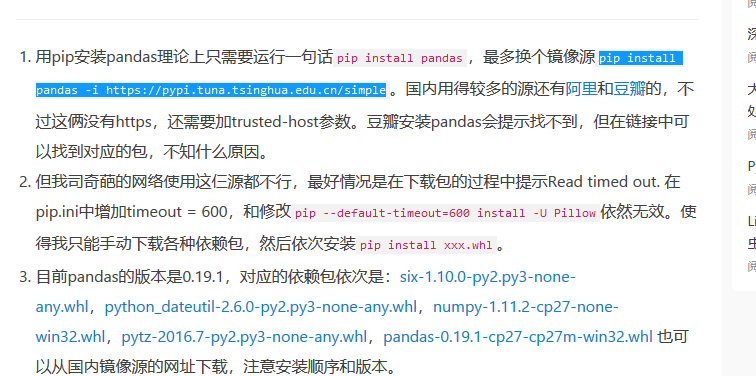 1. 用pip安装pandas理论上只需要运行一句话 pip install pandas，最多换个镜像源 pip install
pandas -i https://pypi.tuna.tsinghua.edu.cn/simple。国内用得较多的源还有阿里和豆瓣的，不
过这俩没有https，还需要加trusted-host参数。豆瓣安装pandas会提示找不到，但在链接中可
以找到对应的包，不知什么原因。
2. 但我司奇葩的网络使用这仨源都不行，最好情况是在下载包的过程中提示Read timed out. 在
pip.ini中增加timeout = 600，和修改 pip --default-timeout=600 install -U Pillow依然无效。使
得我只能手动下载各种依赖包，然后依次安装 pip install xxx.whl。
3. 目前pandas的版本是0.19.1，对应的依赖包依次是：six-1.10.0-py2.py3-none-
any.whl，python_dateutil-2.6.0-py2.py3-none-any.whl，numpy-1.11.2-cp27-none-
win32.whl，pytz-2016.7-py2.py3-none-any.whl，pandas-0.19.1-cp27-cp27m-win32.whl 也可
以从国内镜像源的网址下载，注意安装顺序和版本。